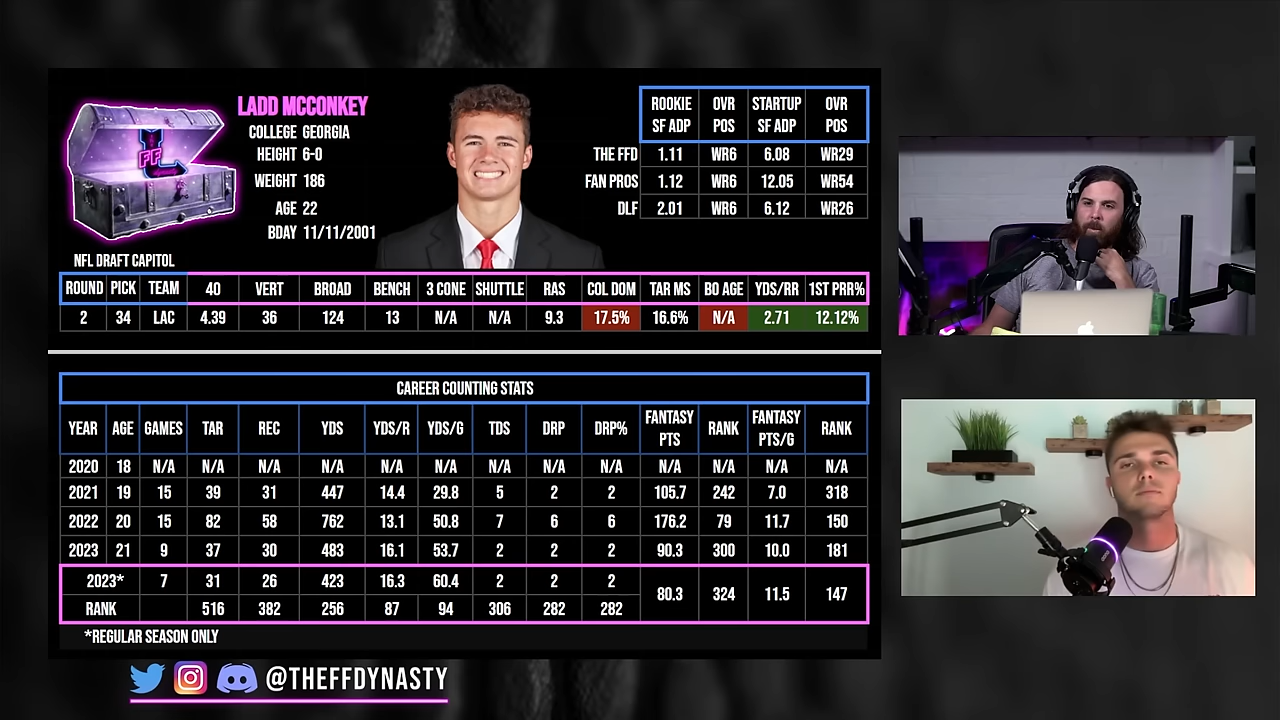 LADD MCCONKEY
COLLEGE GEORGIA
HEIGHT 6-0
WEIGHT 186
AGE 22
BDAY 11/11/2001
FF
dynasty
ROOKIE SF ADP OVR POS STARTUP SF ADP OVR POS
THE FFD 1.11 WR6 6.08 WR29
FAN PROS 1.12 WR6 12.05 WR54
DLF 2.01 WR6 6.12 WR26
NFL DRAFT CAPITOL
ROUND PICK TEAM 40 VERT BROAD BENCH 3 CONE SHUTTLE RAS COL DOM TAR MS BO AGE YDS/RR 1ST PRR%
2 34 LAC 4.39 36 124 13 N/A N/A 9.3 17.5% 16.6% N/A 2.71 12.12%
CAREER COUNTING STATS
YEAR AGE GAMES TAR REC YDS YDS/R YDS/G TDS DRP DRP% FANTASY PTS RANK FANTASY PTS/G RANK
2020 18 N/A N/A N/A N/A N/A N/A N/A N/A N/A N/A N/A N/A N/A
2021 19 15 39 31 447 14.4 29.8 5 2 2 105.7 242 7.0 318
2022 20 15 82 58 762 13.1 50.8 7 6 6 176.2 79 11.7 150
2023 21 9 37 30 483 16.1 53.7 2 2 2 90.3 300 10.0 181
2023* 7 31 26 423 16.3 60.4 2 2 2 80.3 324 11.5 147
RANK 516 382 256 87 94 306 282 282
*REGULAR SEASON ONLY
@THEFFDYNASTY